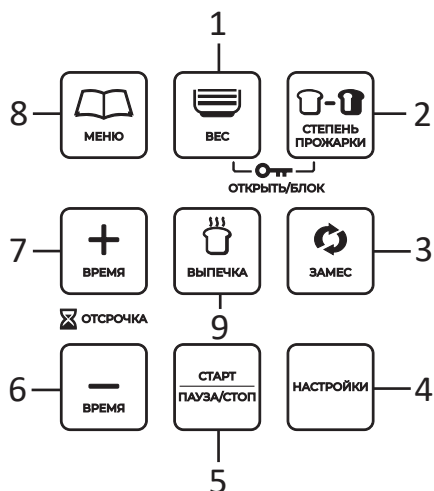 1
8
МЕНЮ
ВЕС
СТЕПЕНЬ
ПРОЖАРКИ
2
ОТКРЫТЬ/БЛОК
7
ВРЕМЯ
ВЫПЕЧКА
ЗАМЕС
3
ОТСРОЧКА
9
6
ВРЕМЯ
СТАРТ
ПАУЗА/СТОП
НАСТРОЙКИ
4
5